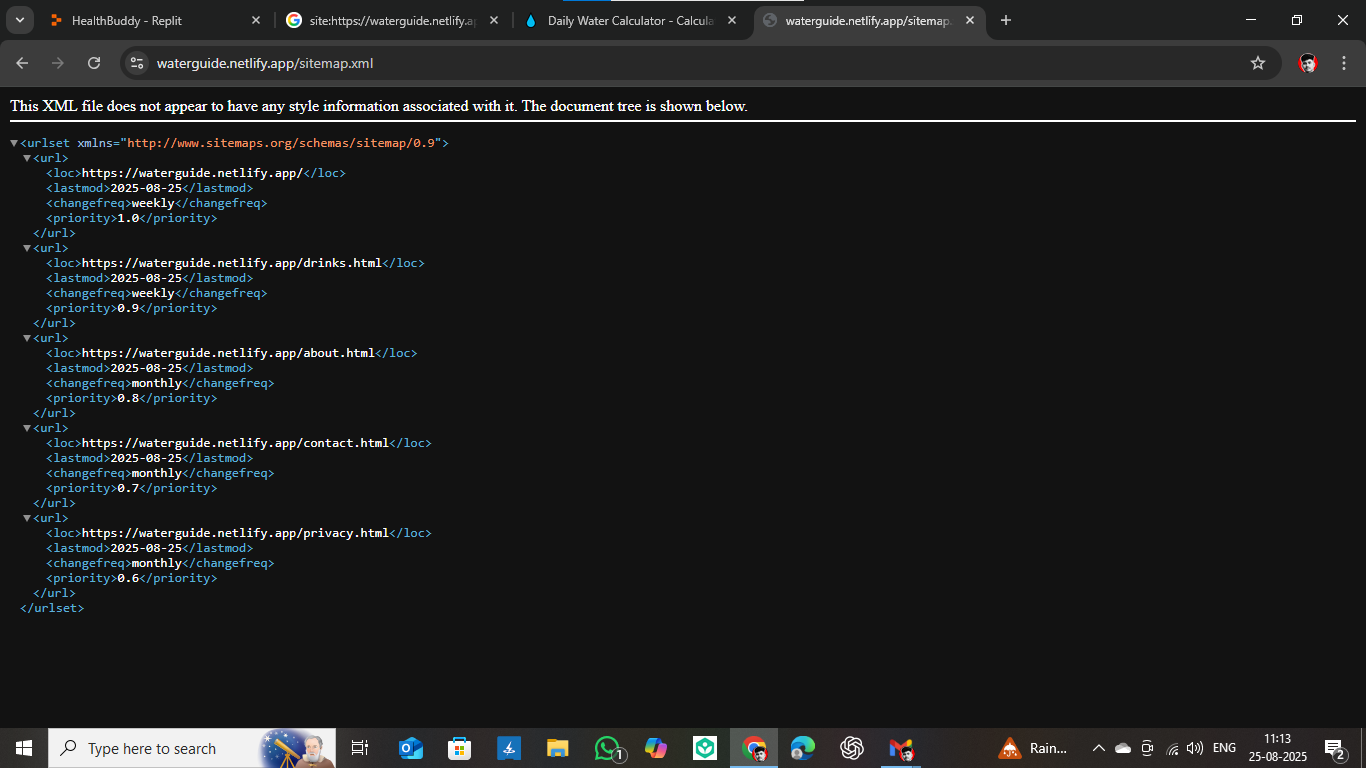 HealthBuddy - Replit
site:https://waterguide.netlify.ap
Daily Water Calculator - Calcula
waterguide.netlify.app/sitemap.
waterguide.netlify.app/sitemap.xml
This XML file does not appear to have any style information associated with it. The document tree is shown below.
<urlset xmlns="http://www.sitemaps.org/schemas/sitemap/0.9">
<url>
<loc>https://waterguide.netlify.app/</loc>
<lastmod>2025-08-25</lastmod>
<changefreq>weekly</changefreq>
<priority>1.0</priority>
</url>
<url>
<loc>https://waterguide.netlify.app/drinks.html</loc>
<lastmod>2025-08-25</lastmod>
<changefreq>weekly</changefreq>
<priority>0.9</priority>
</url>
<url>
<loc>https://waterguide.netlify.app/about.html</loc>
<lastmod>2025-08-25</lastmod>
<changefreq>monthly</changefreq>
<priority>0.8</priority>
</url>
<url>
<loc>https://waterguide.netlify.app/contact.html</loc>
<lastmod>2025-08-25</lastmod>
<changefreq>monthly</changefreq>
<priority>0.7</priority>
</url>
<url>
<loc>https://waterguide.netlify.app/privacy.html</loc>
<lastmod>2025-08-25</lastmod>
<changefreq>monthly</changefreq>
<priority>0.6</priority>
</url>
</urlset>
Type here to search
1
Rain...
ENG
11:13
25-08-2025
2